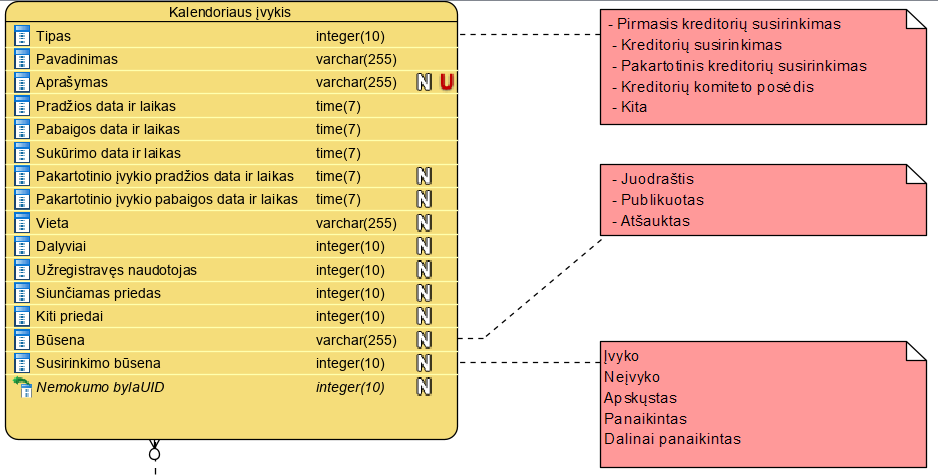 Kalendoriaus įvykis
Tipas integer(10)
Pavadinimas varchar(255)
Aprašymas varchar(255) N U
Pradžios data ir laikas time(7)
Pabaigos data ir laikas time(7)
Sukūrimo data ir laikas time(7)
Pakartotinio įvykio pradžios data ir laikas time(7) N
Pakartotinio įvykio pabaigos data ir laikas time(7) N
Vieta varchar(255) N
Dalyviai integer(10) N
Užregistravęs naudotojas integer(10) N
Siunčiamas priedas integer(10) N
Kiti priedai integer(10) N
Būsena varchar(255) N
Susirinkimo būsena integer(10) N
Nemokumo bylaUID integer(10) N
- Pirmasis kreditorių susirinkimas
- Kreditorių susirinkimas
- Pakartotinis kreditorių susirinkimas
- Kreditorių komiteto posėdis
- Kita
- Juodraštis
- Publikuotas
- Atšauktas
Įvyko
Neįvyko
Apskųstas
Panaikintas
Dalinai panaikintas